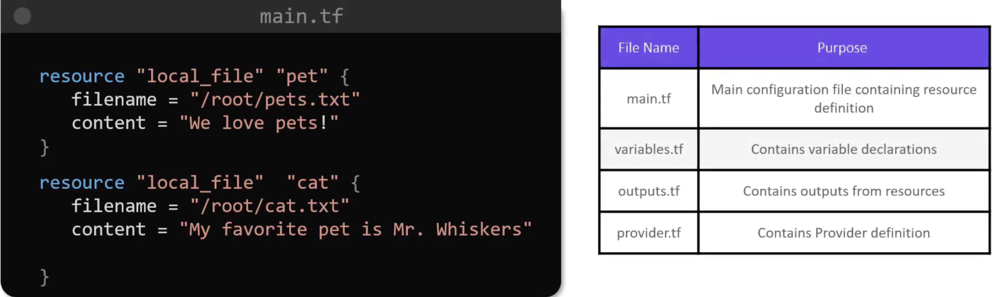 main.tf
resource "local_file" "pet" {
filename = "/root/pets.txt"
content = "We love pets!"
}
resource "local_file"  "cat" {
filename = "/root/cat.txt"
content = "My favorite pet is Mr. Whiskers"
}
File Name
Purpose
main.tf
Main configuration file containing resource
definition
variables.tf
Contains variable declarations
outputs.tf
Contains outputs from resources
provider.tf
Contains Provider definition